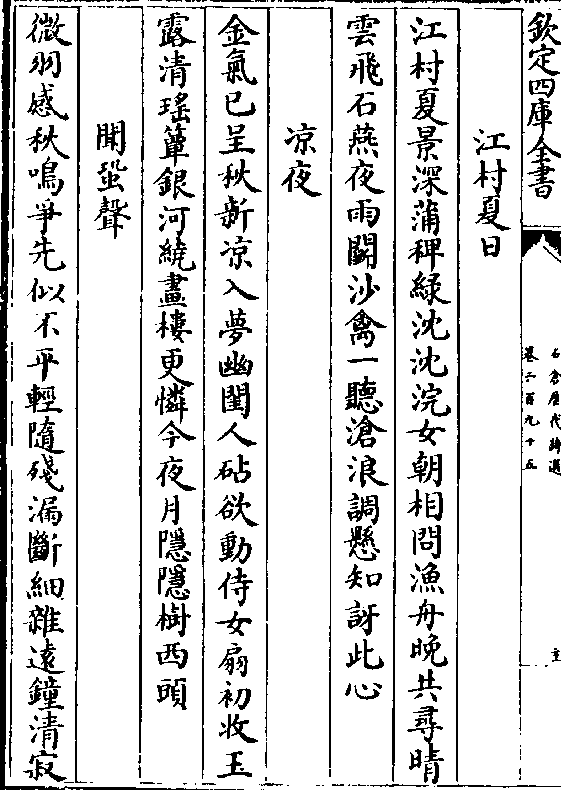 欽定四庫全書
石倉歷代詩選
卷二百九十五
江村夏日
江村夏景深蒲稗綠沈沈浣女朝相問漁舟晚共尋晴
雲飛石燕夜雨鬬沙禽一聽滄浪調懸知訝此心
凉夜
金氣已呈秋新凉入夢幽閨人砧欲動侍女扇初收玉
露清瑤簟銀河繞畫樓更憐今夜月隱隱樹西頭
聞蛩聲
微羽感秋鳴爭先似不平輕隨殘漏斷細雜遠鐘清寂